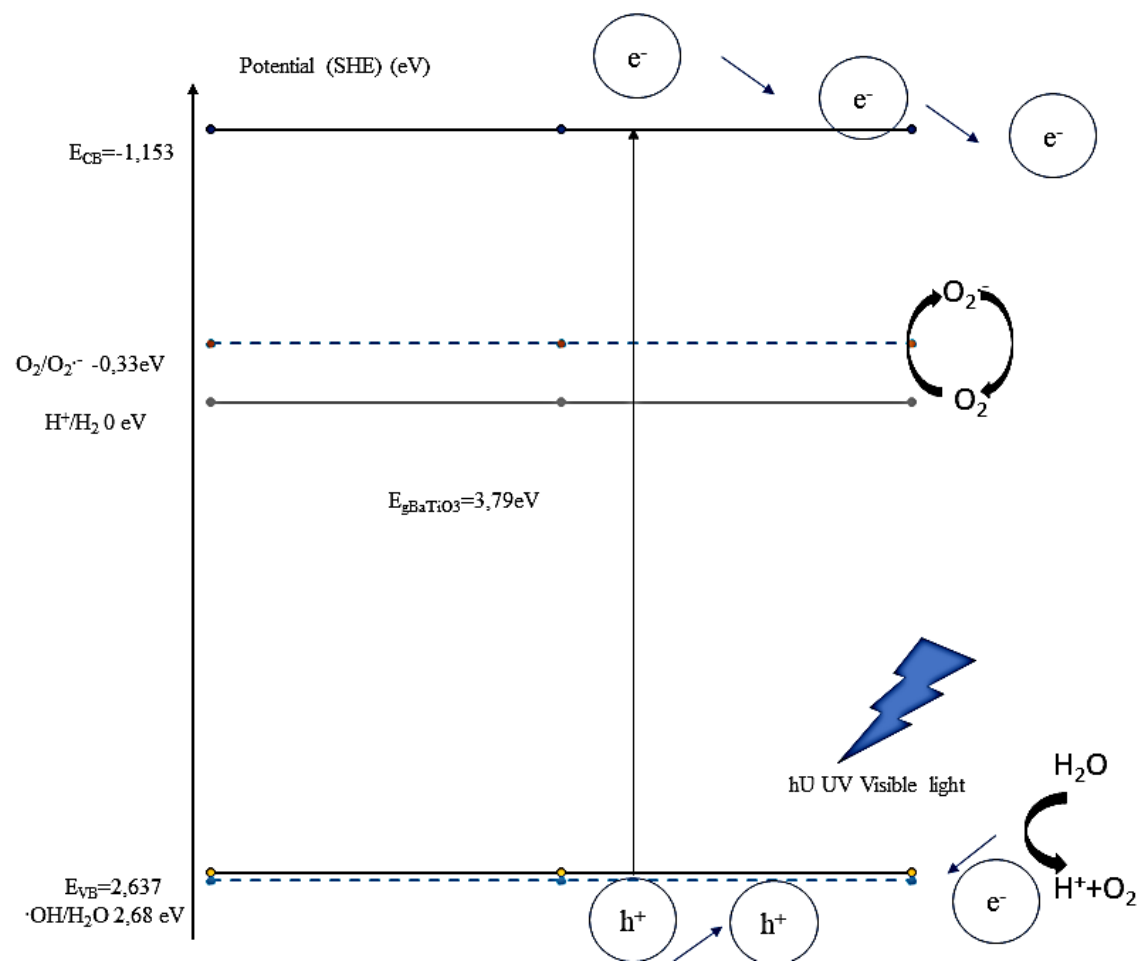 Potential (SHE) (eV)
e⁻
e⁻
e⁻
E_CB=-1,153
O₂⁻
O₂/O₂·⁻ -0,33eV
O₂
H⁺/H₂ 0 eV
E_gBaTiO3=3,79eV
H₂O
hU UV Visible light
E_VB=2,637
H⁺+O₂
·OH/H₂O 2,68 eV
h⁺
h⁺
e⁻